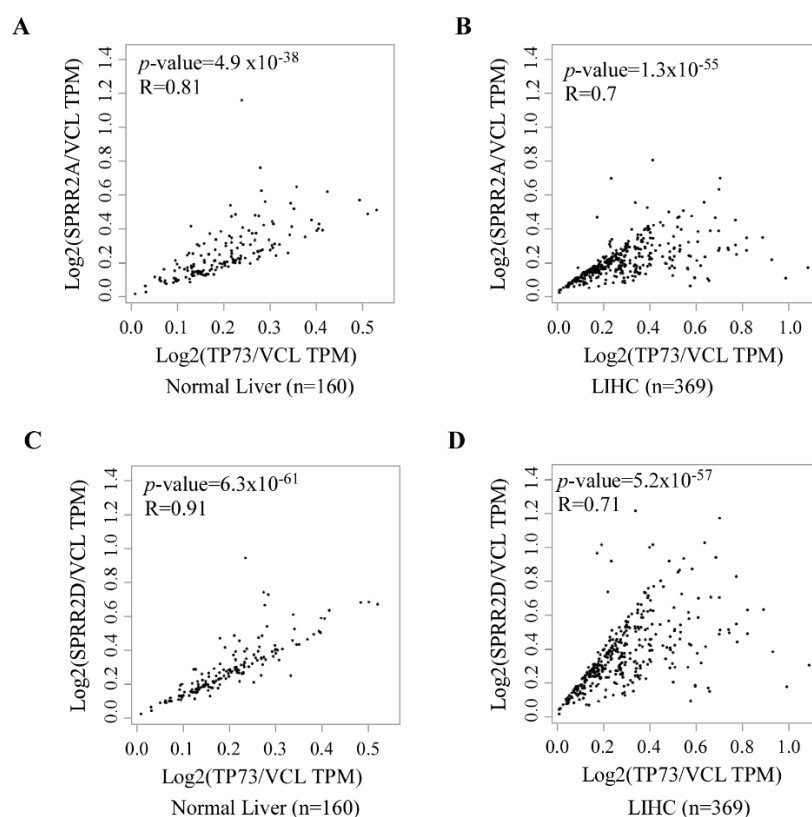 A
p-value=4.9 x10-38
R=0.81
Log2(SPRR2A/VCL TPM)
0.0 0.2 0.4 0.6 0.8 1.0 1.2 1.4
0.0 0.1 0.2 0.3 0.4 0.5
Log2(TP73/VCL TPM)
Normal Liver (n=160)
B
p-value=1.3x10-55
R=0.7
Log2(SPRR2A/VCL TPM)
0.0 0.2 0.4 0.6 0.8 1.0 1.2 1.4
0.0 0.2 0.4 0.6 0.8 1.0
Log2(TP73/VCL TPM)
LIHC (n=369)
C
p-value=6.3x10-61
R=0.91
Log2(SPRR2D/VCL TPM)
0.0 0.2 0.4 0.6 0.8 1.0 1.2 1.4
0.0 0.1 0.2 0.3 0.4 0.5
Log2(TP73/VCL TPM)
Normal Liver (n=160)
D
p-value=5.2x10-57
R=0.71
Log2(SPRR2D/VCL TPM)
0.0 0.2 0.4 0.6 0.8 1.0 1.2 1.4
0.0 0.2 0.4 0.6 0.8 1.0
Log2(TP73/VCL TPM)
LIHC (n=369)